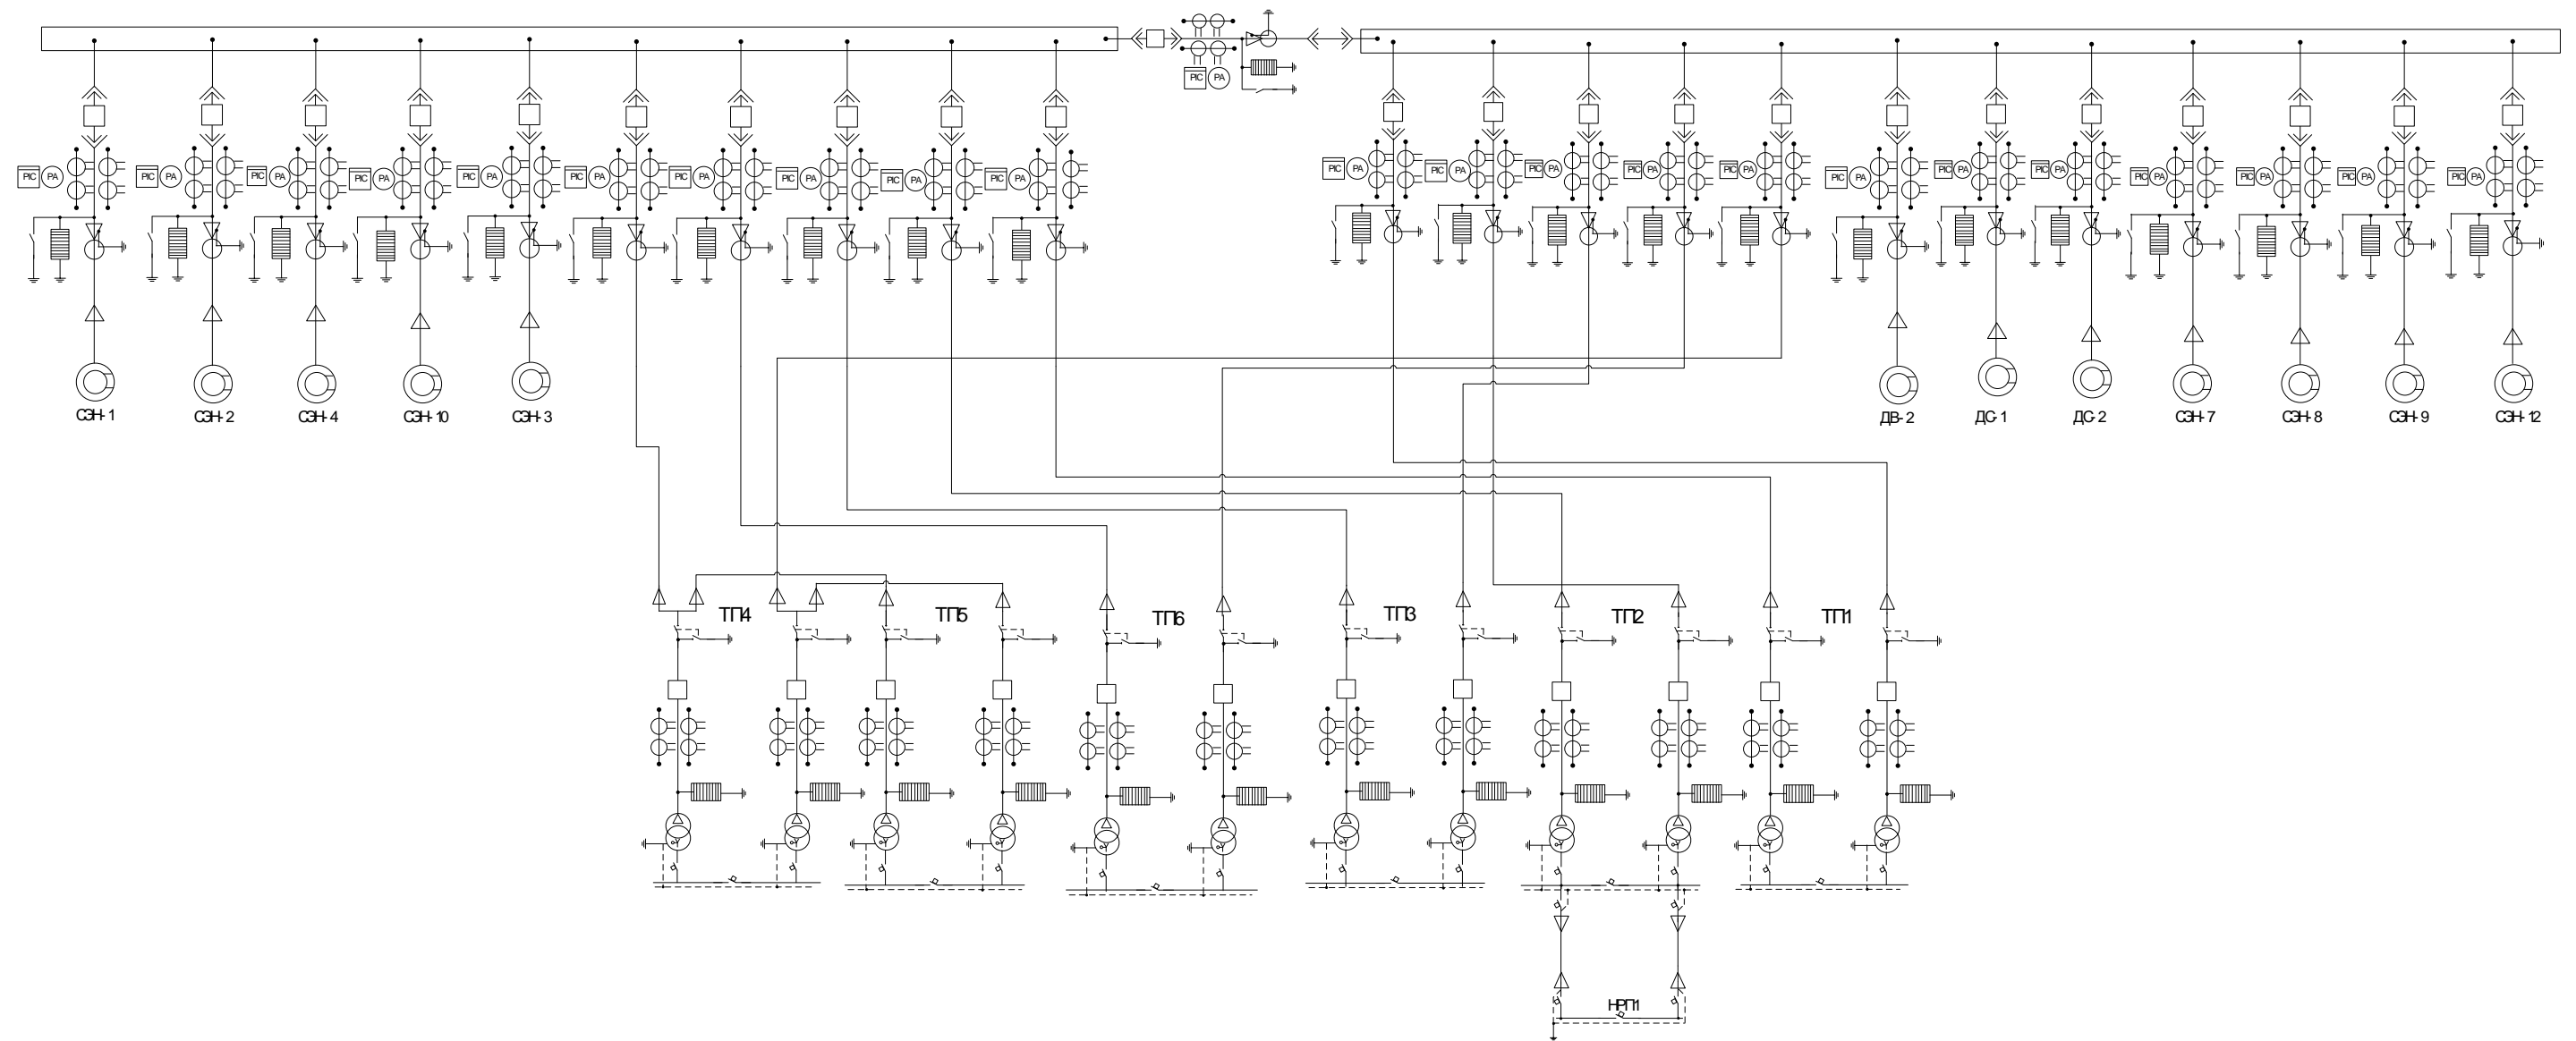 PIC PA
PIC PA PIC PA PIC PA PIC PA PIC PA PIC PA PIC PA PIC PA PIC PA PIC PA PIC PA PIC PA PIC PA PIC PA PIC PA PIC PA PIC PA PIC PA PIC PA PIC PA PIC PA PIC PA
СЭН-1 СЭН-2 СЭН-4 СЭН-10 СЭН-3 ДВ-2 ДС-1 ДС-2 СЭН-7 СЭН-8 СЭН-9 СЭН-12
ТП4 ТП5 ТП6 ТП3 ТП2 ТП1
НРП1